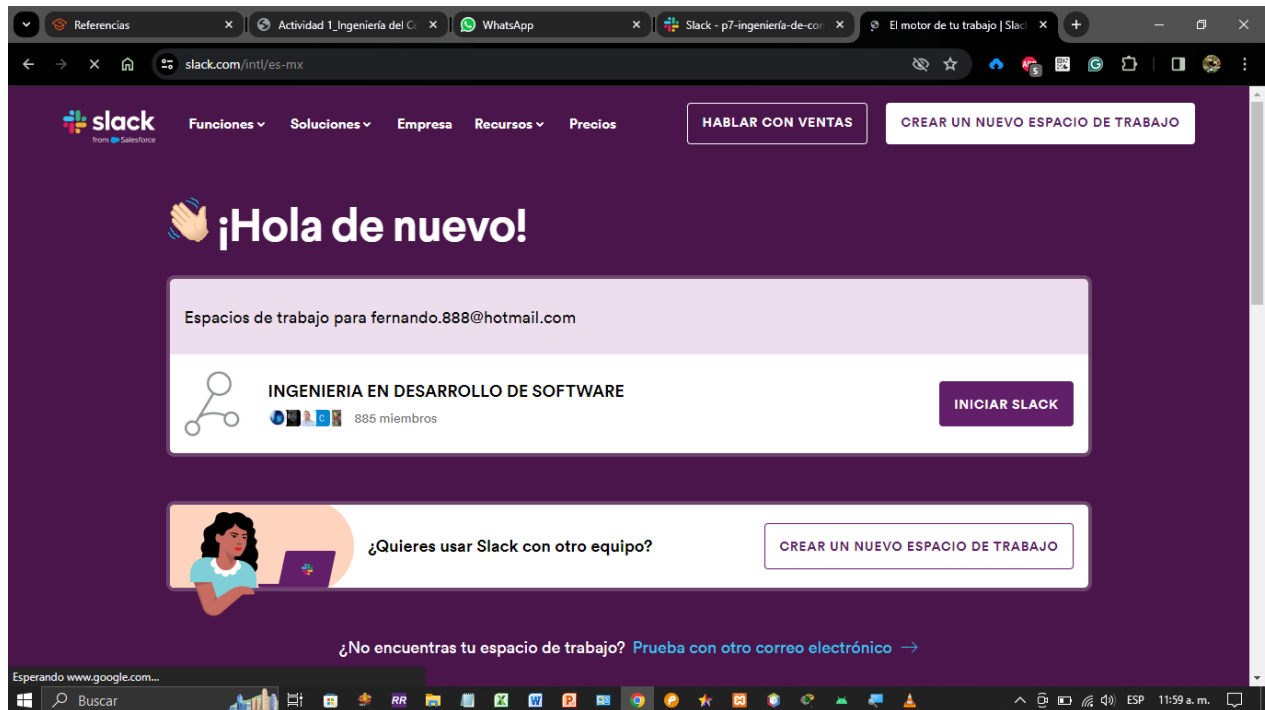 Referencias
Actividad 1_Ingeniería del Co
WhatsApp
Slack - p7-ingeniería-de-con
El motor de tu trabajo | Slac
slack.com/intl/es-mx
slack
from Salesforce
Funciones Soluciones Empresa Recursos Precios
HABLAR CON VENTAS
CREAR UN NUEVO ESPACIO DE TRABAJO
¡Hola de nuevo!
Espacios de trabajo para fernando.888@hotmail.com
INGENIERIA EN DESARROLLO DE SOFTWARE
C
885 miembros
INICIAR SLACK
¿Quieres usar Slack con otro equipo?
CREAR UN NUEVO ESPACIO DE TRABAJO
¿No encuentras tu espacio de trabajo? Prueba con otro correo electrónico →
Esperando www.google.com...
Buscar
RR
ESP 11:59 a. m.